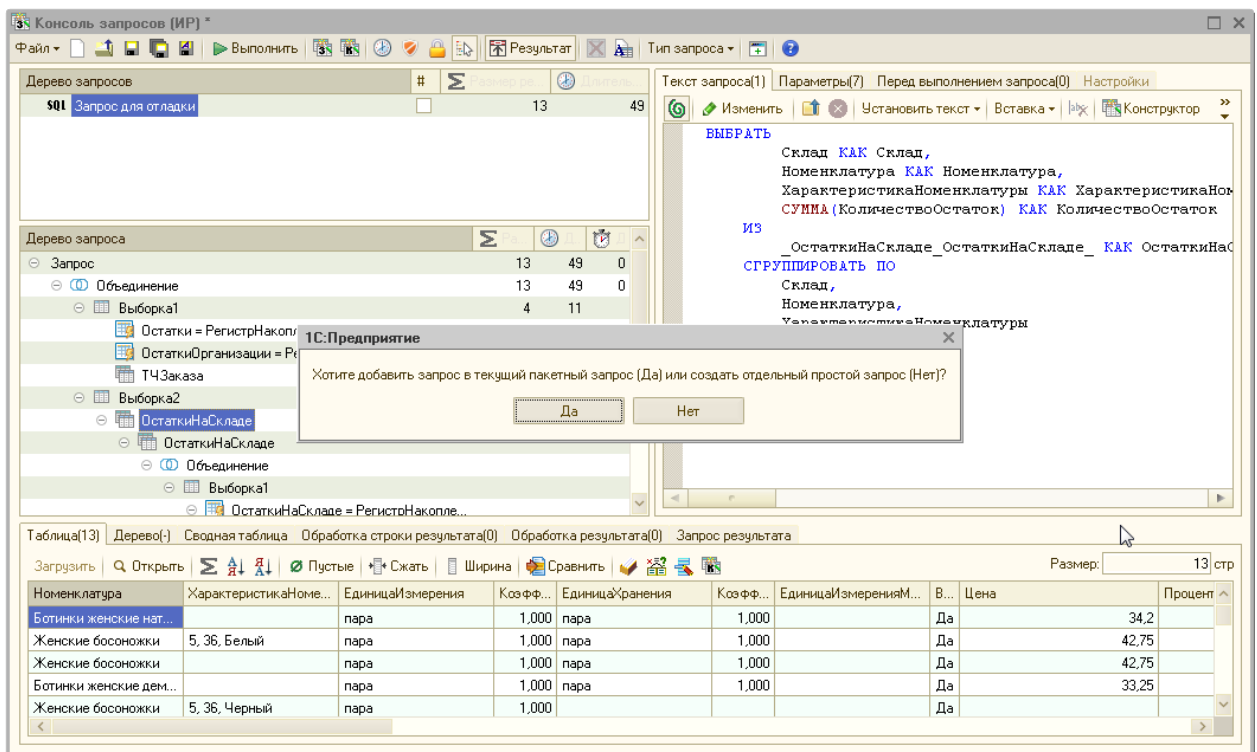 Консоль запросов (ИР) *
Файл Выполнить Результат Тип запроса
Дерево запросов # Размер ре... Длитель...
SQL Запрос для отладки 13 49
Текст запроса(1) Параметры(7) Перед выполнением запроса(0) Настройки
Изменить Установить текст Вставка Конструктор
ВЫБРАТЬ
Склад КАК Склад,
Номенклатура КАК Номенклатура,
ХарактеристикаНоменклатуры КАК ХарактеристикаНом
СУММА(КоличествоОстаток) КАК КоличествоОстаток
ИЗ
_ОстаткиНаСкладе_ОстаткиНаСкладе_ КАК ОстаткиНаС
СГРУППИРОВАТЬ ПО
Склад,
Номенклатура,
ХарактеристикаНоменклатуры
Дерево запроса Ра... Д... Д
Запрос 13 49 0
Объединение 13 49 0
Выборка1 4 11
Остатки = РегистрНакопл
ОстаткиОрганизации = Ре
ТЧЗаказа
Выборка2
ОстаткиНаСкладе
ОстаткиНаСкладе
Объединение
Выборка1
ОстаткиНаСкладе = РегистрНакопле...
1С:Предприятие
Хотите добавить запрос в текущий пакетный запрос (Да) или создать отдельный простой запрос (Нет)?
Да Нет
Таблица(13) Дерево(-) Сводная таблица Обработка строки результата(0) Обработка результата(0) Запрос результата
Загрузить Открыть Пустые Сжать Ширина Сравнить Размер: 13 стр
Номенклатура ХарактеристикаНоме... ЕдиницаИзмерения Коэфф... ЕдиницаХранения Коэфф... ЕдиницаИзмеренияМ... В... Цена Процент
Ботинки женские нат... пара 1,000 пара 1,000 Да 34,2
Женские босоножки 5, 36, Белый пара 1,000 пара 1,000 Да 42,75
Женские босоножки пара 1,000 пара 1,000 Да 42,75
Ботинки женские дем... пара 1,000 пара 1,000 Да 33,25
Женские босоножки 5, 36, Черный пара 1,000 Да